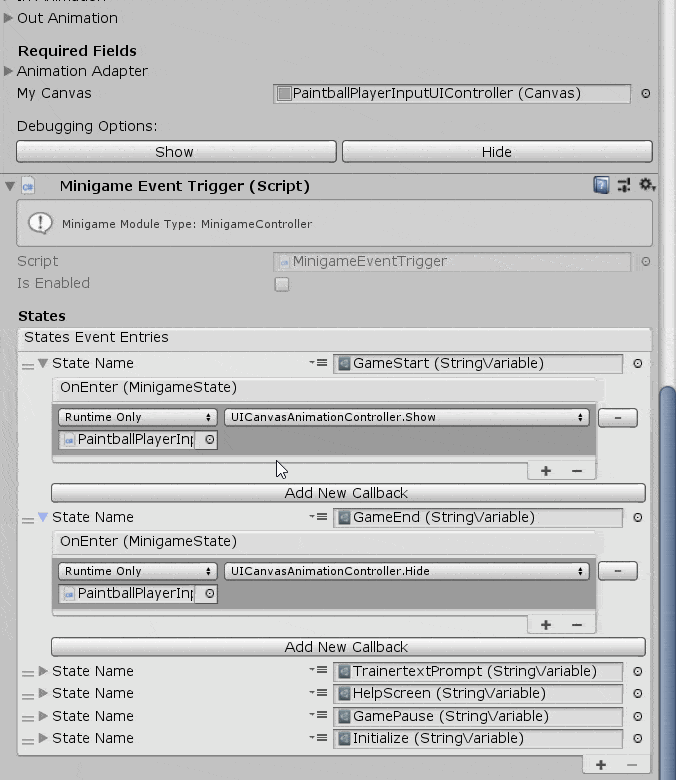 Out Animation
Required Fields
Animation Adapter
My Canvas PaintballPlayerInputUIController (Canvas)
Debugging Options:
Show Hide
Minigame Event Trigger (Script)
Minigame Module Type: MinigameController
Script MinigameEventTrigger
Is Enabled
States
States Event Entries
State Name GameStart (StringVariable)
OnEnter (MinigameState)
Runtime Only UICanvasAnimationController.Show
PaintballPlayerInp
Add New Callback
State Name GameEnd (StringVariable)
OnEnter (MinigameState)
Runtime Only UICanvasAnimationController.Hide
PaintballPlayerInp
Add New Callback
State Name TrainertextPrompt (StringVariable)
State Name HelpScreen (StringVariable)
State Name GamePause (StringVariable)
State Name Initialize (StringVariable)